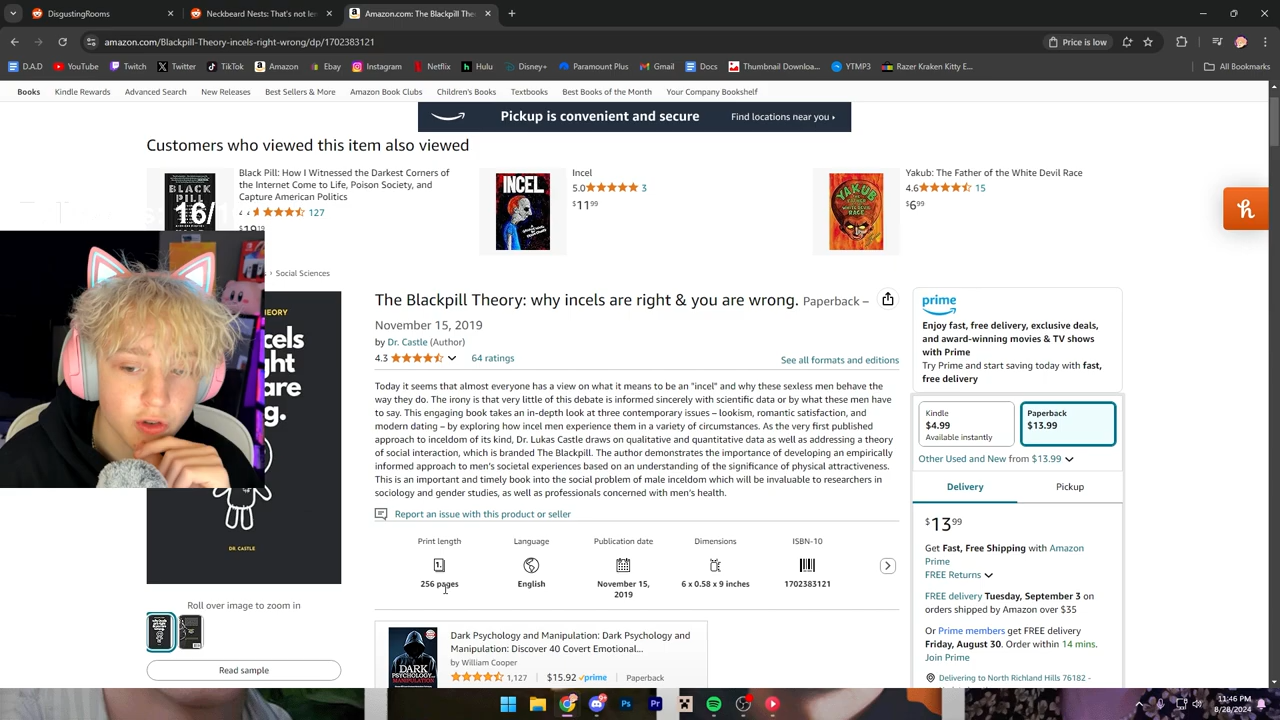 DisgustingRooms
Neckbeard Nests: That's not le
Amazon.com: The Blackpill The
amazon.com/Blackpill-Theory-incels-right-wrong/dp/1702383121
Price is low
D.A.D YouTube Twitch Twitter TikTok Amazon Ebay Instagram Netflix Hulu Disney+ Paramount Plus Gmail Docs Thumbnail Downloa... YTMP3 Razer Kraken Kitty E... All Bookmarks
Books Kindle Rewards Advanced Search New Releases Best Sellers & More Amazon Book Clubs Children's Books Textbooks Best Books of the Month Your Company Bookshelf
Pickup is convenient and secure Find locations near you
Customers who viewed this item also viewed
BLACK PILL
Black Pill: How I Witnessed the Darkest Corners of
the Internet Come to Life, Poison Society, and
Capture American Politics
127
INCEL
Incel
5.0 3
$11 99
YAKUB
Yakub: The Father of the White Devil Race
4.6 15
$6 99
16/
› Social Sciences
The Blackpill Theory: why incels are right & you are wrong. Paperback –
November 15, 2019
by Dr. Castle (Author)
4.3 64 ratings
See all formats and editions
Today it seems that almost everyone has a view on what it means to be an "incel" and why these sexless men behave the
way they do. The irony is that very little of this debate is informed sincerely with scientific data or by what these men have
to say. This engaging book takes an in-depth look at three contemporary issues – lookism, romantic satisfaction, and
modern dating – by exploring how incel men experience them in a variety of circumstances. As the very first published
approach to inceldom of its kind, Dr. Lukas Castle draws on qualitative and quantitative data as well as addressing a theory
of social interaction, which is branded The Blackpill. The author demonstrates the importance of developing an empirically
informed approach to men's societal experiences based on an understanding of the significance of physical attractiveness.
This is an important and timely book into the social problem of male inceldom which will be invaluable to researchers in
sociology and gender studies, as well as professionals concerned with men's health.
Report an issue with this product or seller
Print length
256 pages
Language
English
Publication date
November 15,
2019
Dimensions
6 x 0.58 x 9 inches
ISBN-10
1702383121
EORY
cels
ght
are
ng.
DR. CASTLE
Roll over image to zoom in
Read sample
DARK
PSYCHOLOGY
Dark Psychology and Manipulation: Dark Psychology and
Manipulation: Discover 40 Covert Emotional...
by William Cooper
1,127 $15.92 prime Paperback
prime
Enjoy fast, free delivery, exclusive deals,
and award-winning movies & TV shows
with Prime
Try Prime and start saving today with fast,
free delivery
Kindle
$4.99
Available instantly
Paperback
$13.99
Other Used and New from $13.99
Delivery Pickup
$13 99
Get Fast, Free Shipping with Amazon
Prime
FREE Returns
FREE delivery Tuesday, September 3 on
orders shipped by Amazon over $35
Or Prime members get FREE delivery
Friday, August 30. Order within 14 mins.
Join Prime
Delivering to North Richland Hills 76182 –
11:46 PM
8/28/2024